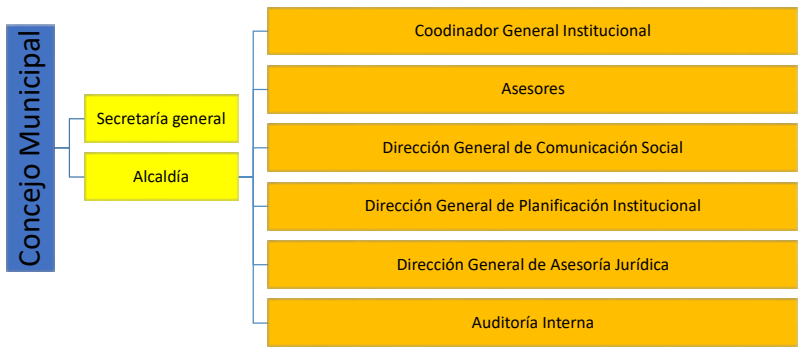 Concejo Municipal
Secretaría general
Alcaldía
Coodinador General Institucional
Asesores
Dirección General de Comunicación Social
Dirección General de Planificación Institucional
Dirección General de Asesoría Jurídica
Auditoría Interna